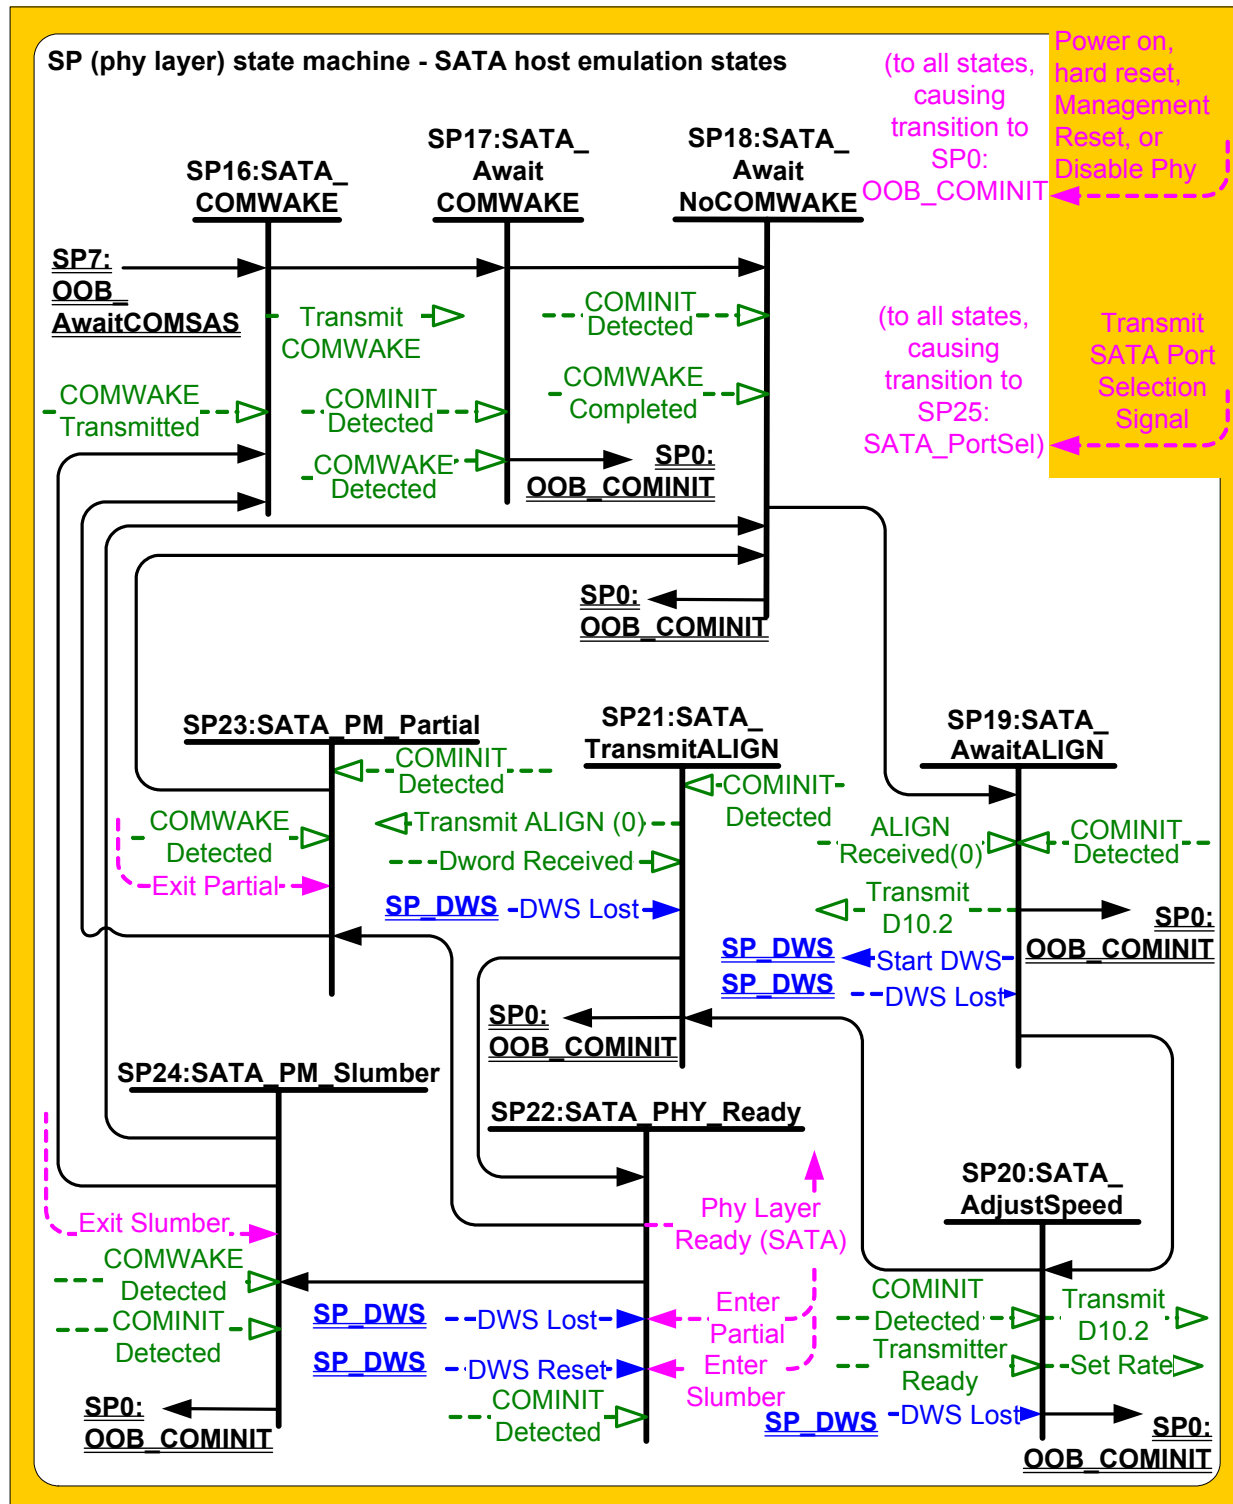 SP (phy layer) state machine - SATA host emulation states
(to all states,
causing
transition to
SP0:
OOB_COMINIT
Power on,
hard reset,
Management
Reset, or
Disable Phy
SP16:SATA_
COMWAKE
SP17:SATA_
Await
COMWAKE
SP18:SATA_
Await
NoCOMWAKE
SP7:
OOB_
AwaitCOMSAS
Transmit
COMWAKE
COMINIT
Detected
(to all states,
causing
transition to
SP25:
SATA_PortSel)
Transmit
SATA Port
Selection
Signal
COMWAKE
Transmitted
COMINIT
Detected
COMWAKE
Completed
COMWAKE
Detected
SP0:
OOB_COMINIT
SP0:
OOB_COMINIT
SP23:SATA_PM_Partial
SP21:SATA_
TransmitALIGN
SP19:SATA_
AwaitALIGN
COMINIT
Detected
COMINIT
Detected
Transmit ALIGN (0)
COMWAKE
Detected
Dword Received
ALIGN
Received(0)
COMINIT
Detected
Exit Partial
SP_DWS
DWS Lost
Transmit
D10.2
SP0:
OOB_COMINIT
SP_DWS
Start DWS
SP_DWS
DWS Lost
SP0:
OOB_COMINIT
SP24:SATA_PM_Slumber
SP22:SATA_PHY_Ready
SP20:SATA_
AdjustSpeed
Exit Slumber
Phy Layer
Ready (SATA)
COMWAKE
Detected
COMINIT
Detected
SP_DWS
DWS Lost
Enter
Partial
COMINIT
Detected
Transmit
D10.2
SP_DWS
DWS Reset
Enter
Slumber
Transmitter
Ready
Set Rate
COMINIT
Detected
SP0:
OOB_COMINIT
SP_DWS
DWS Lost
SP0:
OOB_COMINIT